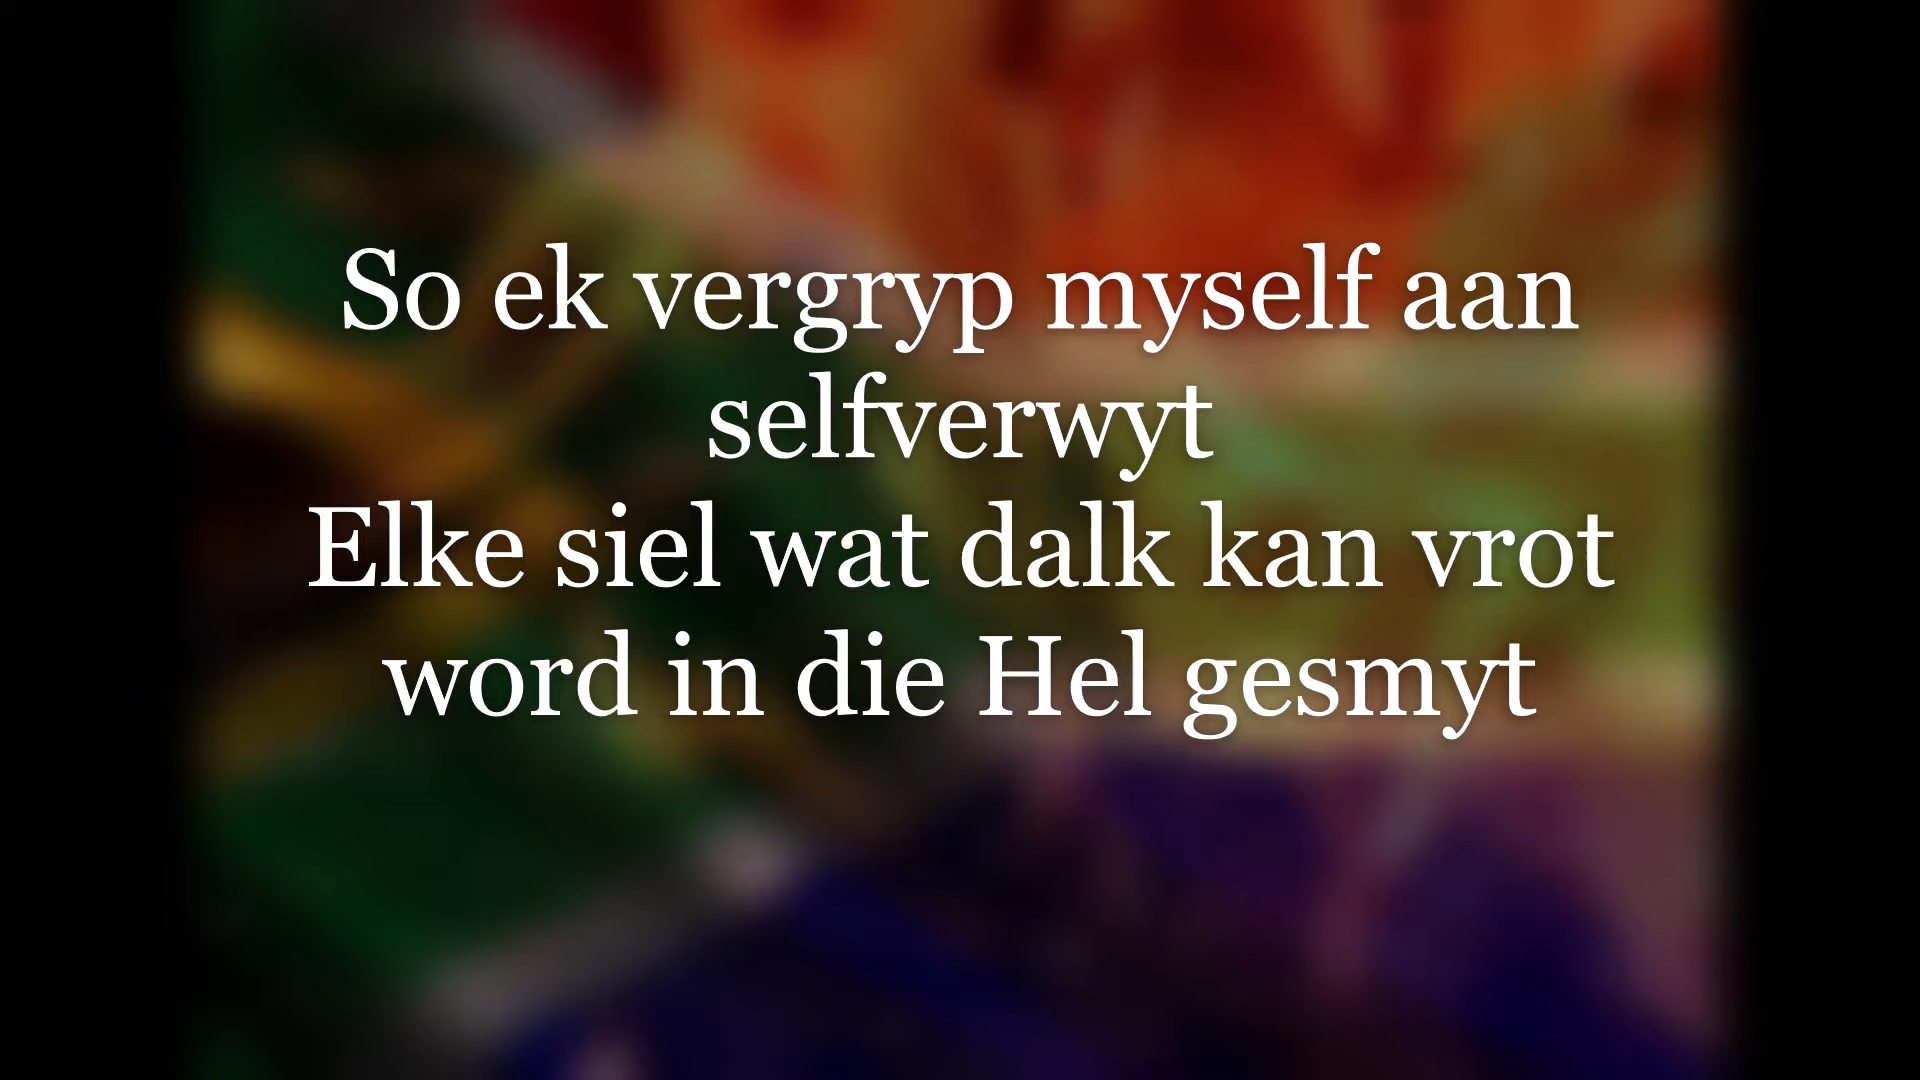 So ek vergryp myself aan
selfverwyt
Elke siel wat dalk kan vrot
word in die Hel gesmyt